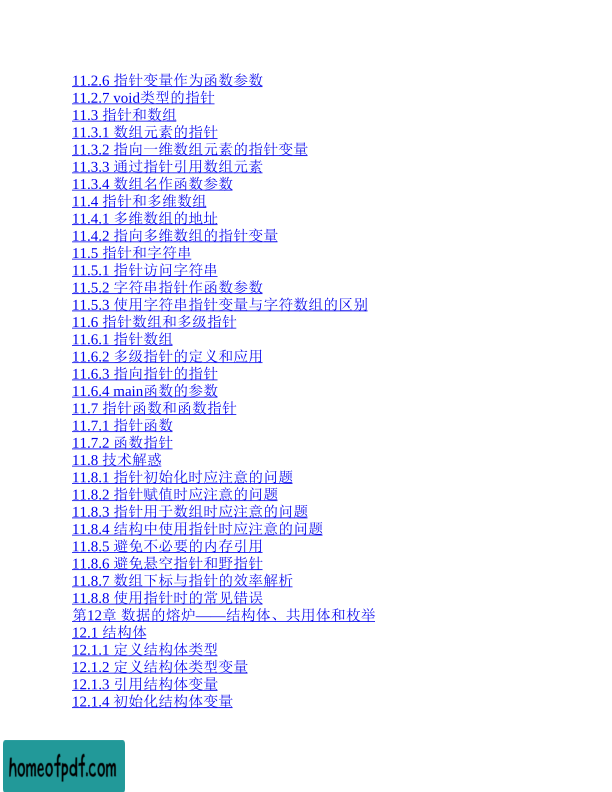 11.2.6 指针变量作为函数参数
11.2.7 void类型的指针
11.3 指针和数组
11.3.1 数组元素的指针
11.3.2 指向一维数组元素的指针变量
11.3.3 通过指针引用数组元素
11.3.4 数组名作函数参数
11.4 指针和多维数组
11.4.1 多维数组的地址
11.4.2 指向多维数组的指针变量
11.5 指针和字符串
11.5.1 指针访问字符串
11.5.2 字符串指针作函数参数
11.5.3 使用字符串指针变量与字符数组的区别
11.6 指针数组和多级指针
11.6.1 指针数组
11.6.2 多级指针的定义和应用
11.6.3 指向指针的指针
11.6.4 main函数的参数
11.7 指针函数和函数指针
11.7.1 指针函数
11.7.2 函数指针
11.8 技术解惑
11.8.1 指针初始化时应注意的问题
11.8.2 指针赋值时应注意的问题
11.8.3 指针用于数组时应注意的问题
11.8.4 结构中使用指针时应注意的问题
11.8.5 避免不必要的内存引用
11.8.6 避免悬空指针和野指针
11.8.7 数组下标与指针的效率解析
11.8.8 使用指针时的常见错误
第12章 数据的熔炉——结构体、共用体和枚举
12.1 结构体
12.1.1 定义结构体类型
12.1.2 定义结构体类型变量
12.1.3 引用结构体变量
12.1.4 初始化结构体变量
homeofpdf.com